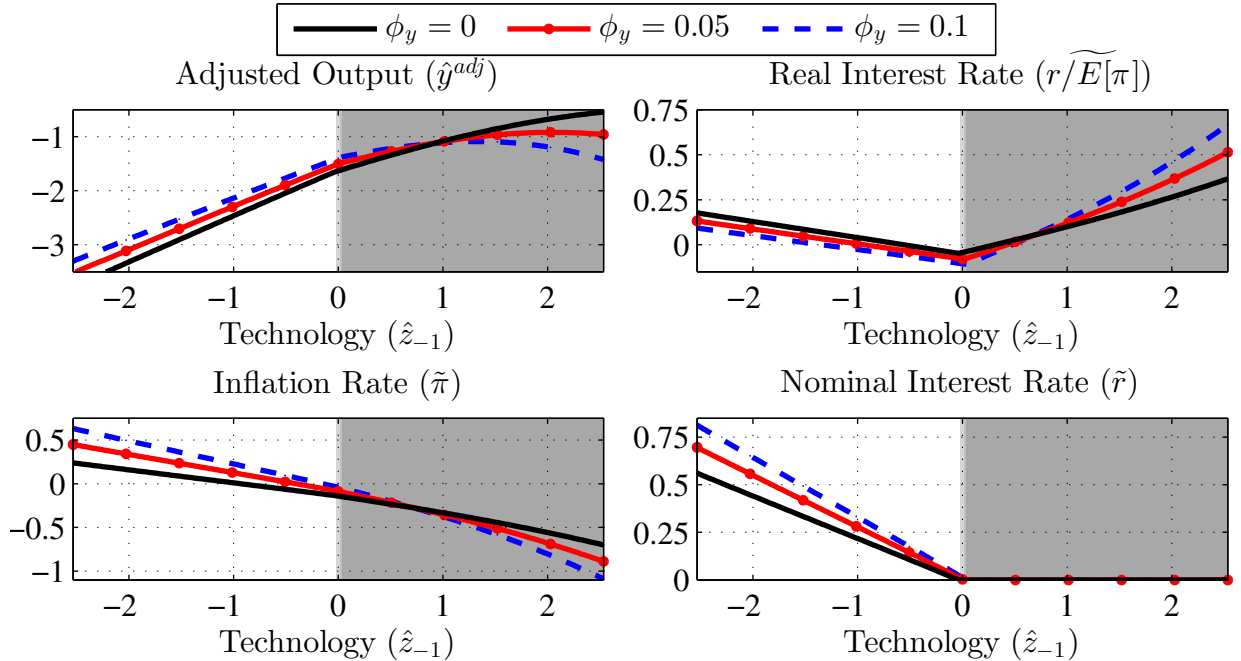 ϕ_y = 0 ϕ_y = 0.05 ϕ_y = 0.1
Adjusted Output (ŷ^{adj})
−1
−2
−3
−2 −1 0 1 2
Technology (ẑ_{−1})
Real Interest Rate (r/\widetilde{E[π]})
0.75
0.5
0.25
0
−2 −1 0 1 2
Technology (ẑ_{−1})
Inflation Rate (π̃)
0.5
0
−0.5
−1
−2 −1 0 1 2
Technology (ẑ_{−1})
Nominal Interest Rate (r̃)
0.75
0.5
0.25
0
−2 −1 0 1 2
Technology (ẑ_{−1})